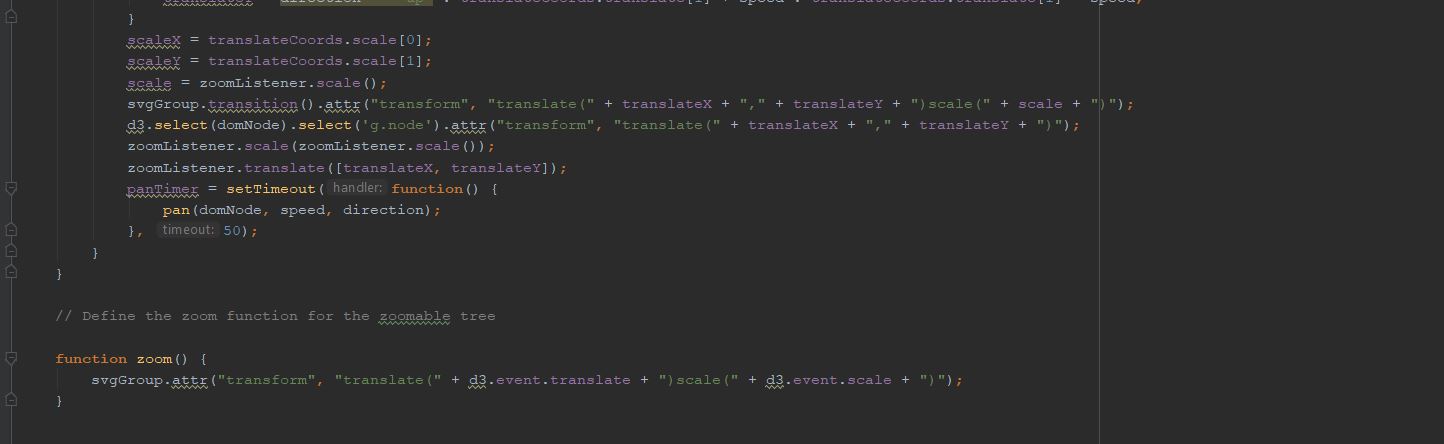 }
scaleX = translateCoords.scale[0];
scaleY = translateCoords.scale[1];
scale = zoomListener.scale();
svgGroup.transition().attr("transform", "translate(" + translateX + "," + translateY + ")scale(" + scale + ")");
d3.select(domNode).select('g.node').attr("transform", "translate(" + translateX + "," + translateY + ")");
zoomListener.scale(zoomListener.scale());
zoomListener.translate([translateX, translateY]);
panTimer = setTimeout( handler: function() {
pan(domNode, speed, direction);
}, timeout: 50);
}
}
// Define the zoom function for the zoomable tree
function zoom() {
svgGroup.attr("transform", "translate(" + d3.event.translate + ")scale(" + d3.event.scale + ")");
}